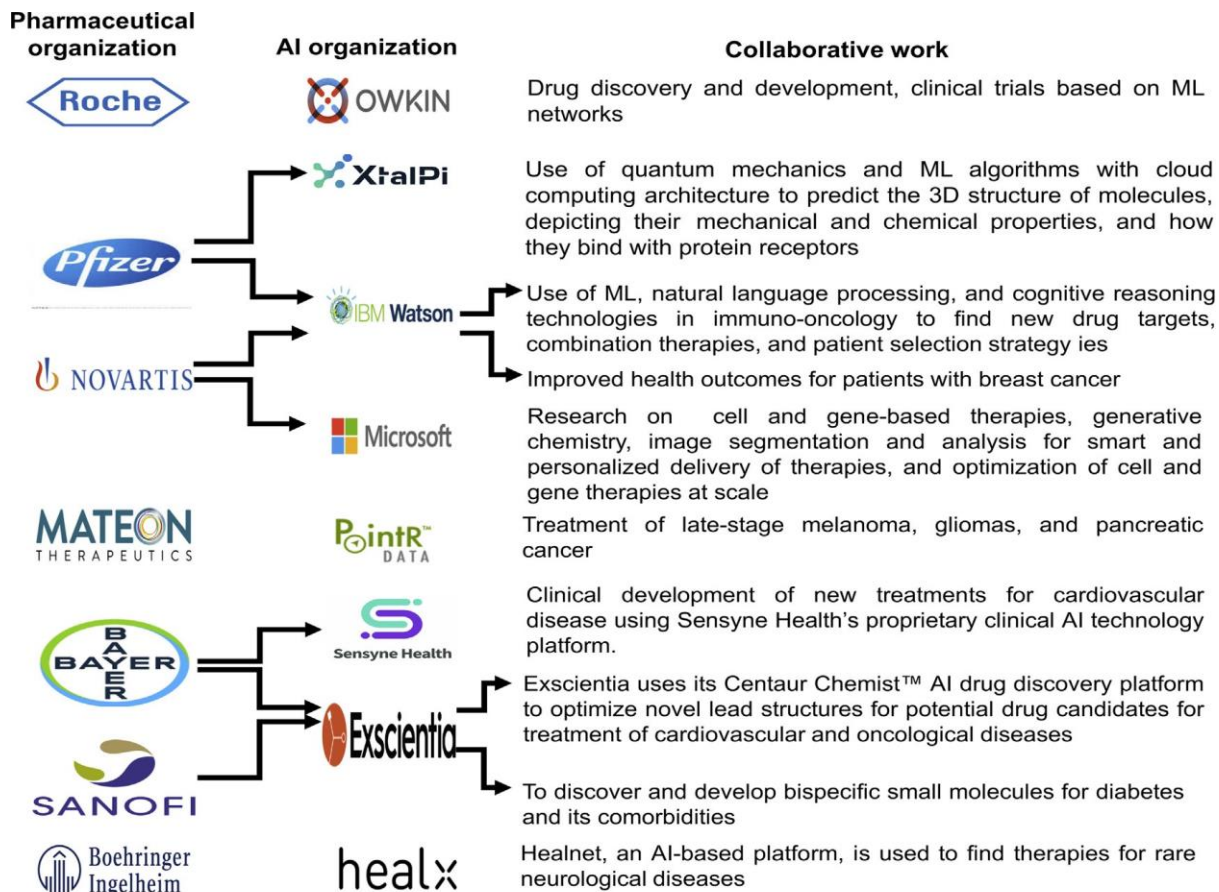 Pharmaceutical
organization
AI organization
Collaborative work
Roche
OWKIN
Drug discovery and development, clinical trials based on ML
networks
XtalPi
Use of quantum mechanics and ML algorithms with cloud
computing architecture to predict the 3D structure of molecules,
depicting their mechanical and chemical properties, and how
they bind with protein receptors
Pfizer
IBM Watson
Use of ML, natural language processing, and cognitive reasoning
technologies in immuno-oncology to find new drug targets,
combination therapies, and patient selection strategy ies
NOVARTIS
Improved health outcomes for patients with breast cancer
Microsoft
Research on cell and gene-based therapies, generative
chemistry, image segmentation and analysis for smart and
personalized delivery of therapies, and optimization of cell and
gene therapies at scale
MATEON
THERAPEUTICS
PointR™
DATA
Treatment of late-stage melanoma, gliomas, and pancreatic
cancer
BAYER
BAYER
Sensyne Health
Clinical development of new treatments for cardiovascular
disease using Sensyne Health's proprietary clinical AI technology
platform.
Exscientia
Exscientia uses its Centaur Chemist™ AI drug discovery platform
to optimize novel lead structures for potential drug candidates for
treatment of cardiovascular and oncological diseases
SANOFI
To discover and develop bispecific small molecules for diabetes
and its comorbidities
Boehringer
Ingelheim
healx
Healnet, an AI-based platform, is used to find therapies for rare
neurological diseases